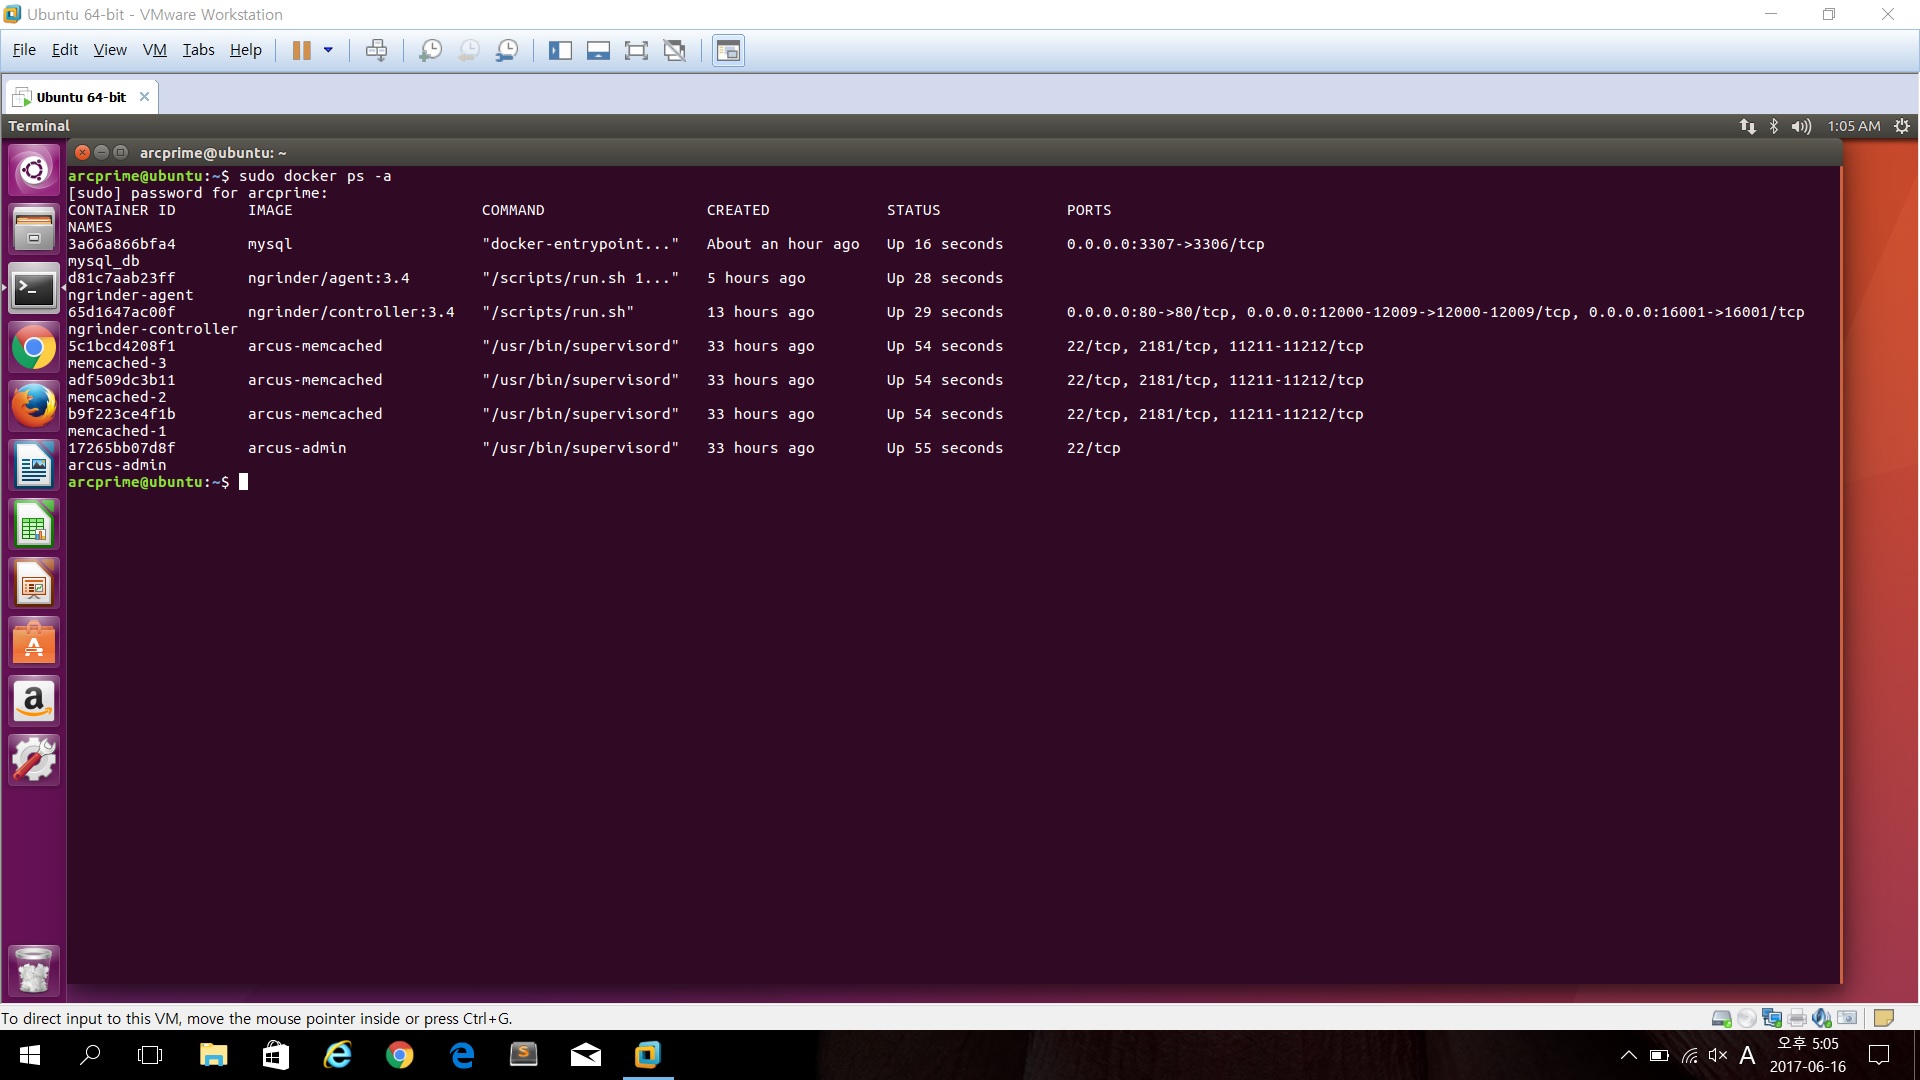 Ubuntu 64-bit - VMware Workstation
File Edit View VM Tabs Help
Ubuntu 64-bit
Terminal 1:05 AM
arcprime@ubuntu: ~
arcprime@ubuntu:~$ sudo docker ps -a
[sudo] password for arcprime:
CONTAINER ID IMAGE COMMAND CREATED STATUS PORTS
NAMES
3a66a866bfa4 mysql "docker-entrypoint..." About an hour ago Up 16 seconds 0.0.0.0:3307->3306/tcp
mysql_db
d81c7aab23ff ngrinder/agent:3.4 "/scripts/run.sh 1..." 5 hours ago Up 28 seconds
ngrinder-agent
65d1647ac00f ngrinder/controller:3.4 "/scripts/run.sh" 13 hours ago Up 29 seconds 0.0.0.0:80->80/tcp, 0.0.0.0:12000-12009->12000-12009/tcp, 0.0.0.0:16001->16001/tcp
ngrinder-controller
5c1bcd4208f1 arcus-memcached "/usr/bin/supervisord" 33 hours ago Up 54 seconds 22/tcp, 2181/tcp, 11211-11212/tcp
memcached-3
adf509dc3b11 arcus-memcached "/usr/bin/supervisord" 33 hours ago Up 54 seconds 22/tcp, 2181/tcp, 11211-11212/tcp
memcached-2
b9f223ce4f1b arcus-memcached "/usr/bin/supervisord" 33 hours ago Up 54 seconds 22/tcp, 2181/tcp, 11211-11212/tcp
memcached-1
17265bb07d8f arcus-admin "/usr/bin/supervisord" 33 hours ago Up 55 seconds 22/tcp
arcus-admin
arcprime@ubuntu:~$
To direct input to this VM, move the mouse pointer inside or press Ctrl+G.
A 오후 5:05
2017-06-16